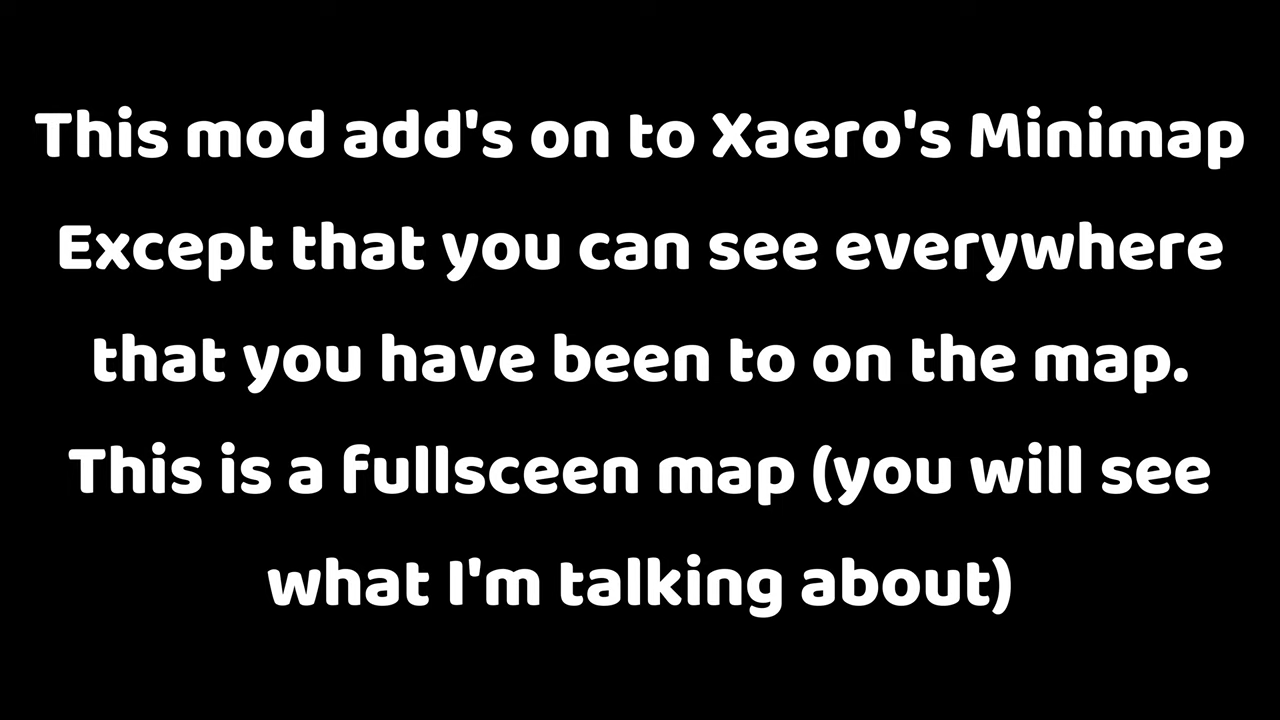 This mod add's on to Xaero's Minimap
Except that you can see everywhere
that you have been to on the map.
This is a fullsceen map (you will see
what I'm talking about)